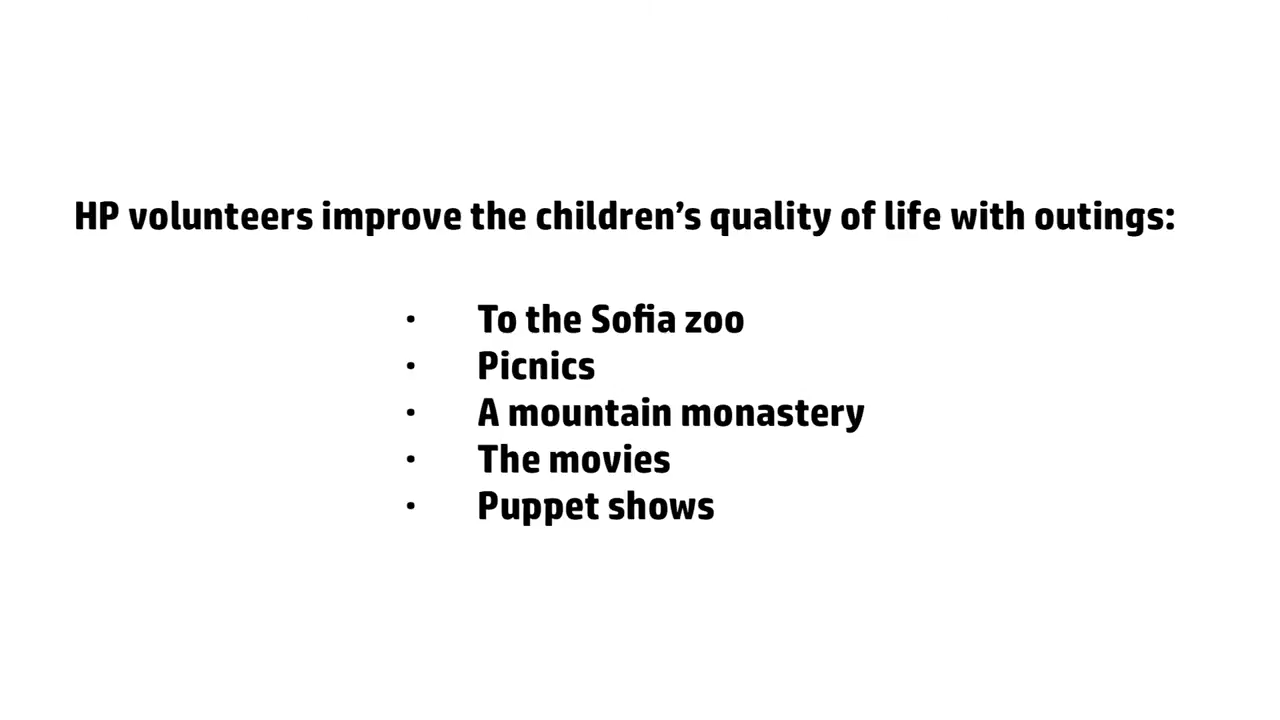 HP volunteers improve the children’s quality of life with outings:
· To the Sofia zoo
· Picnics
· A mountain monastery
· The movies
· Puppet shows